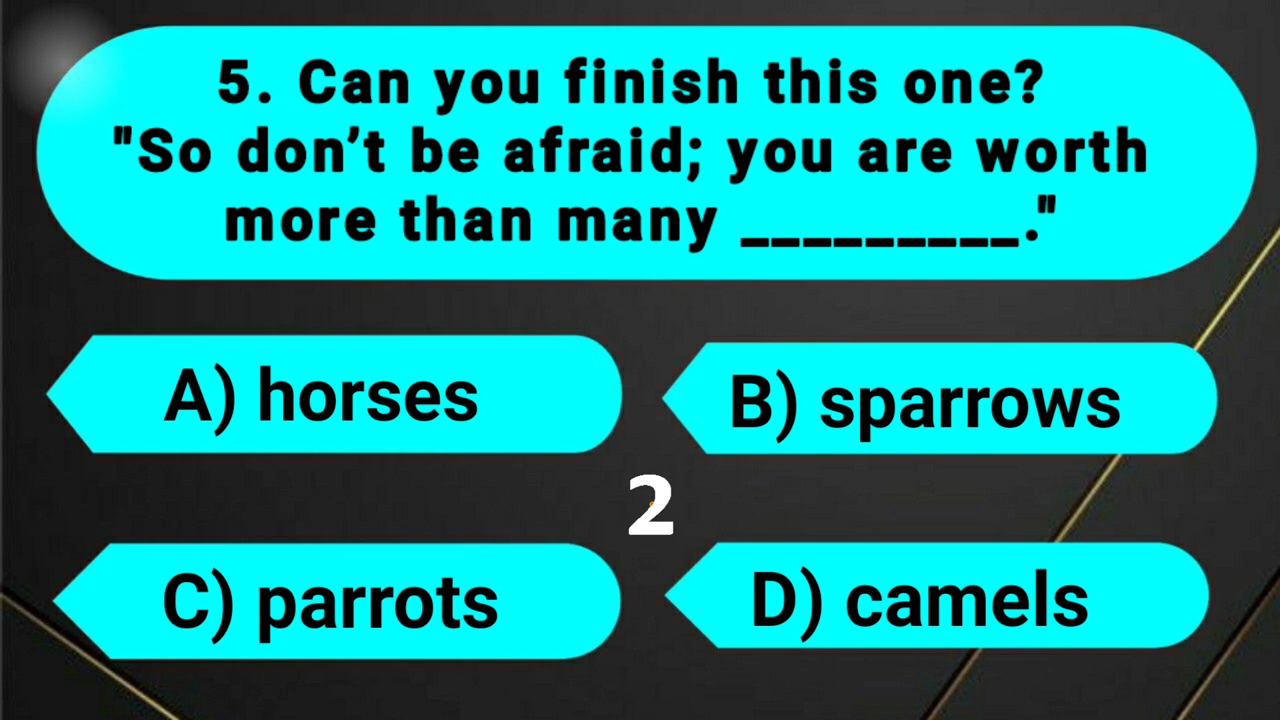 5. Can you finish this one?
"So don’t be afraid; you are worth
more than many _________."
A) horses
B) sparrows
2
C) parrots
D) camels